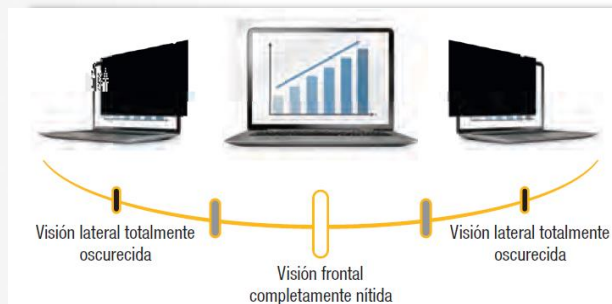 Visión lateral totalmente
oscurecida
Visión frontal
completamente nítida
Visión lateral totalmente
oscurecida